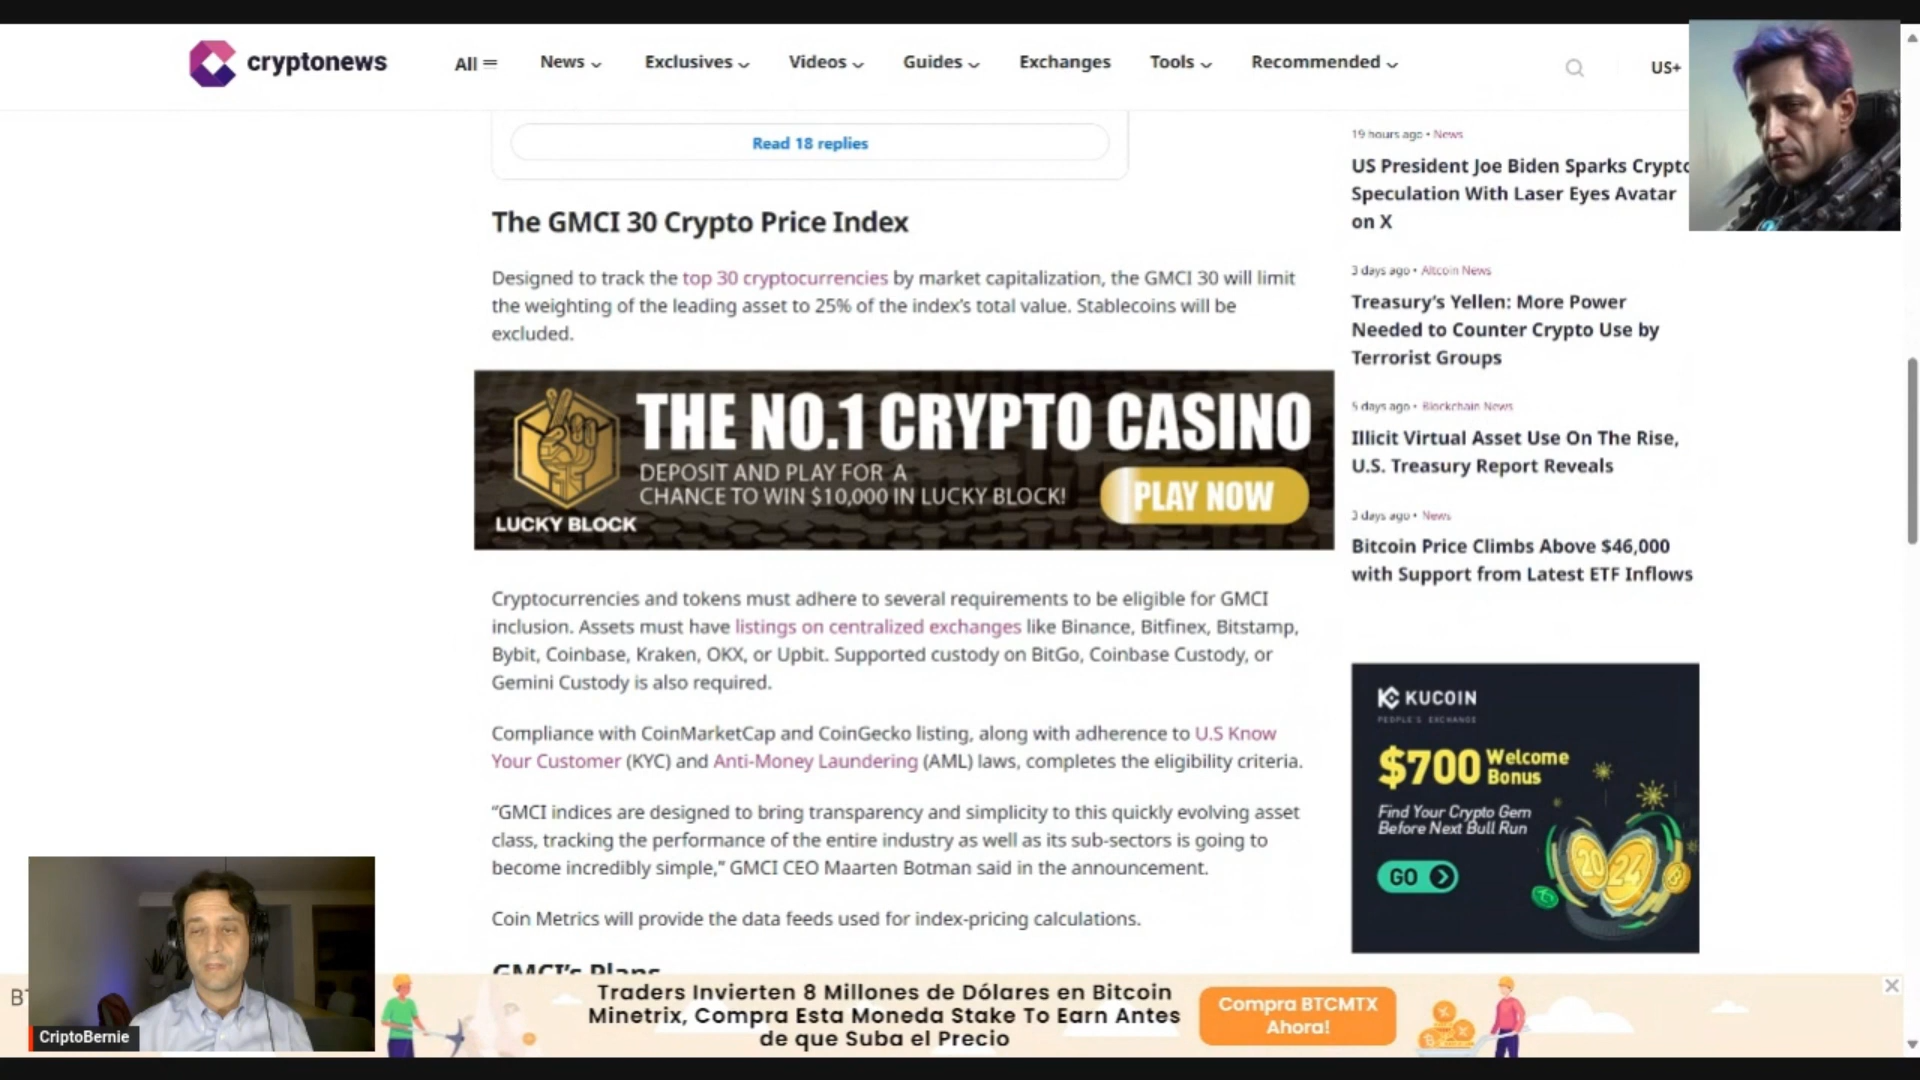 cryptonews
All
News
Exclusives
Videos
Guides
Exchanges
Tools
Recommended
US+
Read 18 replies
The GMCI 30 Crypto Price Index
Designed to track the top 30 cryptocurrencies by market capitalization, the GMCI 30 will limit
the weighting of the leading asset to 25% of the index's total value. Stablecoins will be
excluded.
THE NO.1 CRYPTO CASINO
DEPOSIT AND PLAY FOR A
CHANCE TO WIN $10,000 IN LUCKY BLOCK!
PLAY NOW
LUCKY BLOCK
Cryptocurrencies and tokens must adhere to several requirements to be eligible for GMCI
inclusion. Assets must have listings on centralized exchanges like Binance, Bitfinex, Bitstamp,
Bybit, Coinbase, Kraken, OKX, or Upbit. Supported custody on BitGo, Coinbase Custody, or
Gemini Custody is also required.
Compliance with CoinMarketCap and CoinGecko listing, along with adherence to U.S Know
Your Customer (KYC) and Anti-Money Laundering (AML) laws, completes the eligibility criteria.
“GMCI indices are designed to bring transparency and simplicity to this quickly evolving asset
class, tracking the performance of the entire industry as well as its sub-sectors is going to
become incredibly simple,” GMCI CEO Maarten Botman said in the announcement.
Coin Metrics will provide the data feeds used for index-pricing calculations.
GMCI's Plans
19 hours ago • News
US President Joe Biden Sparks Crypto
Speculation With Laser Eyes Avatar
on X
3 days ago • Altcoin News
Treasury's Yellen: More Power
Needed to Counter Crypto Use by
Terrorist Groups
5 days ago • Blockchain News
Illicit Virtual Asset Use On The Rise,
U.S. Treasury Report Reveals
3 days ago • News
Bitcoin Price Climbs Above $46,000
with Support from Latest ETF Inflows
KUCOIN
PEOPLE'S EXCHANGE
$700 Welcome
Bonus
Find Your Crypto Gem
Before Next Bull Run
GO
20 24
Traders Invierten 8 Millones de Dólares en Bitcoin
Minetrix, Compra Esta Moneda Stake To Earn Antes
de que Suba el Precio
Compra BTCMTX
Ahora!
CriptoBernie